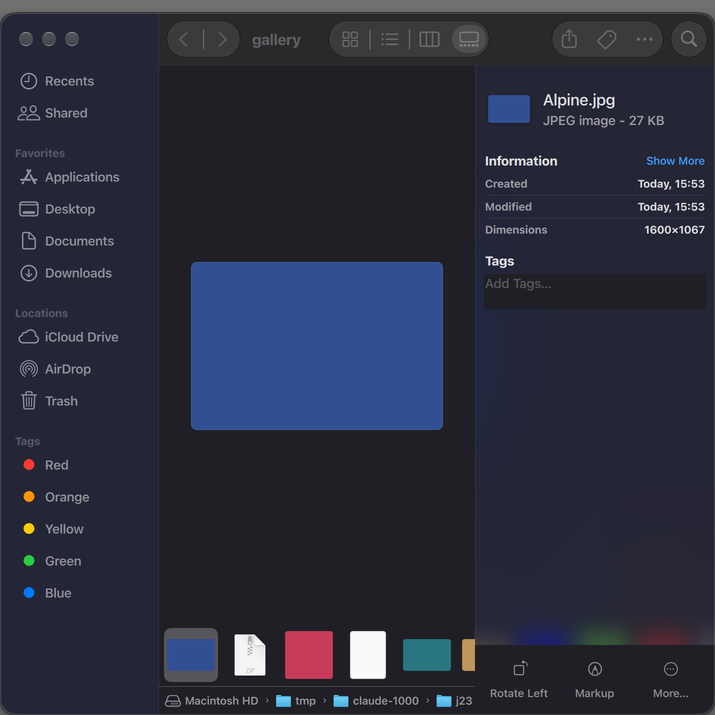 gallery
Recents
Shared
Favorites
Applications
Desktop
Documents
Downloads
Locations
iCloud Drive
AirDrop
Trash
Tags
Red
Orange
Yellow
Green
Blue
ZIP
Macintosh HD › tmp › claude-1000 › j23
Alpine.jpg
JPEG image - 27 KB
Information Show More
Created Today, 15:53
Modified Today, 15:53
Dimensions 1600×1067
Tags
Add Tags...
Rotate Left Markup More...